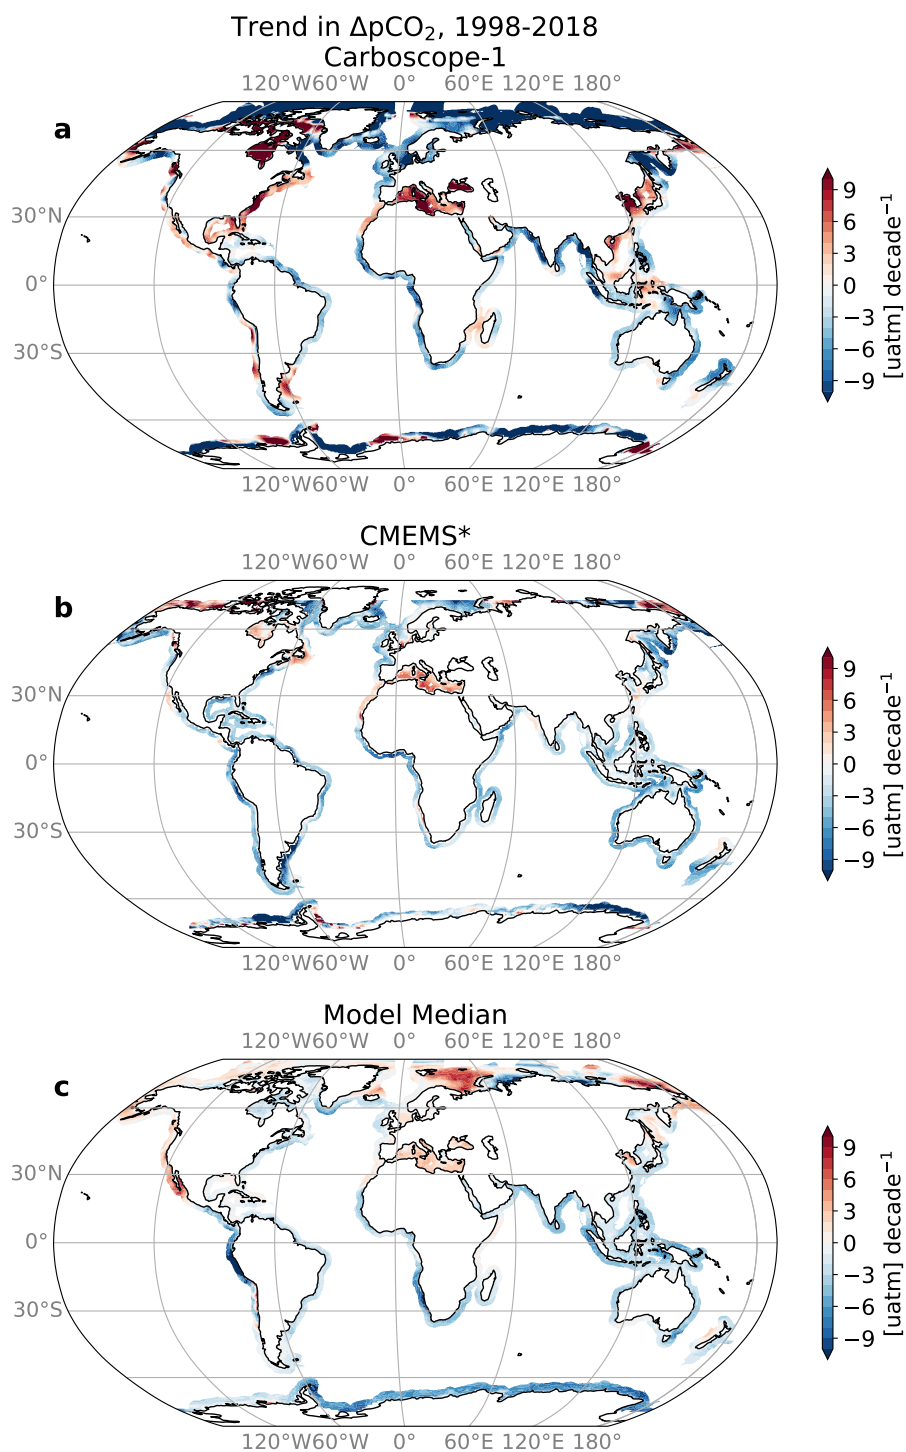 Trend in ΔpCO₂, 1998-2018
Carboscope-1
120°W60°W 0° 60°E 120°E 180°
a
30°N
0°
30°S
120°W60°W 0° 60°E 120°E 180°
9
6
3
0
−3
−6
−9
[uatm] decade⁻¹
CMEMS*
120°W60°W 0° 60°E 120°E 180°
b
30°N
0°
30°S
120°W60°W 0° 60°E 120°E 180°
9
6
3
0
−3
−6
−9
[uatm] decade⁻¹
Model Median
120°W60°W 0° 60°E 120°E 180°
c
30°N
0°
30°S
120°W60°W 0° 60°E 120°E 180°
9
6
3
0
−3
−6
−9
[uatm] decade⁻¹